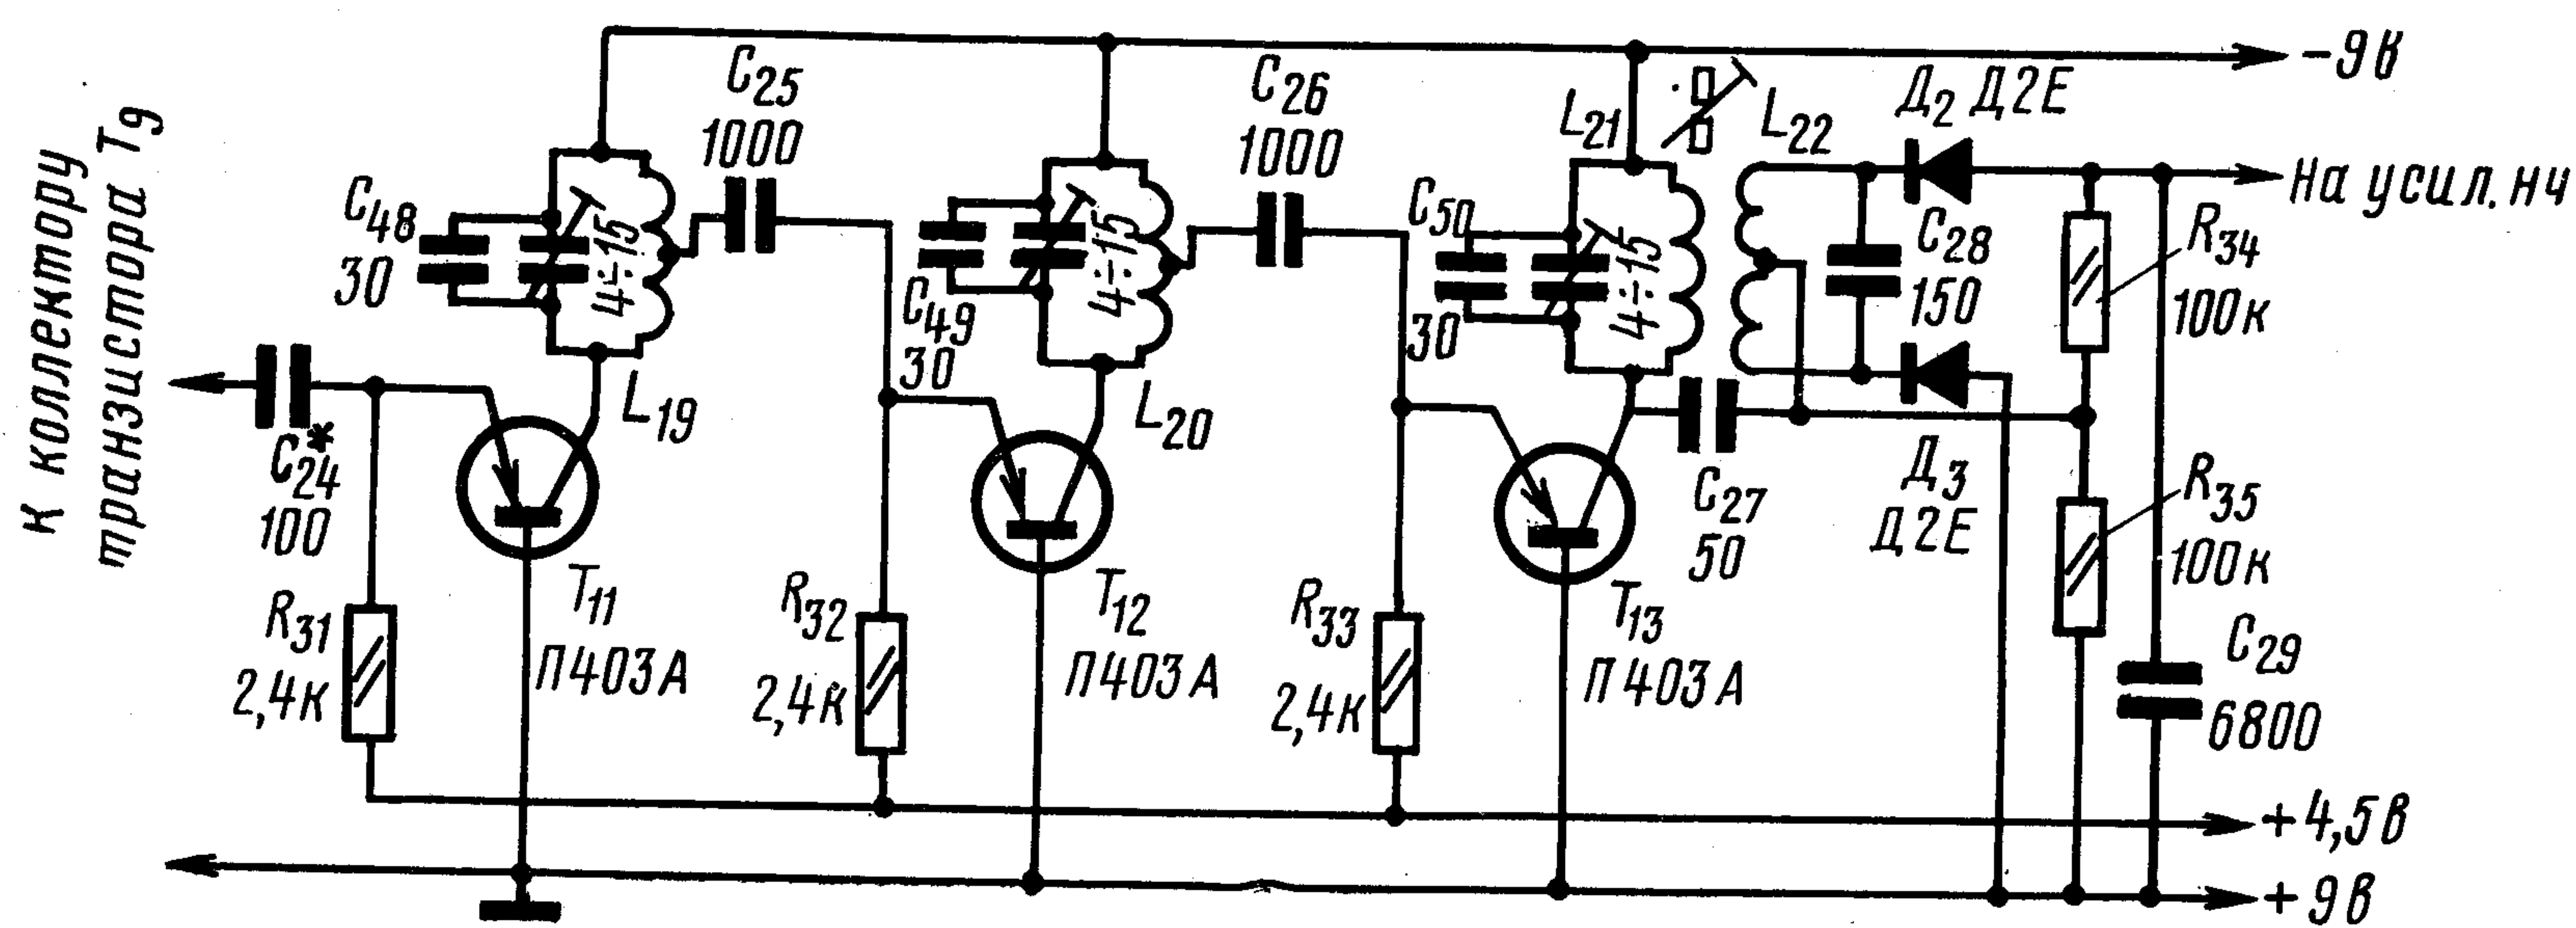 К коллектору
транзистора Т9
C24*
100
R31
2,4к
C48
30
4÷15
L19
T11
П403А
C25
1000
R32
2,4к
C49
30
4÷15
L20
T12
П403А
C26
1000
R33
2,4к
C50
30
4÷15
L21
L22
T13
П403А
C27
50
Д2 Д2Е
C28
150
Д3
Д2Е
R34
100к
R35
100к
C29
6800
-9В
На усил. НЧ
+4,5В
+9В